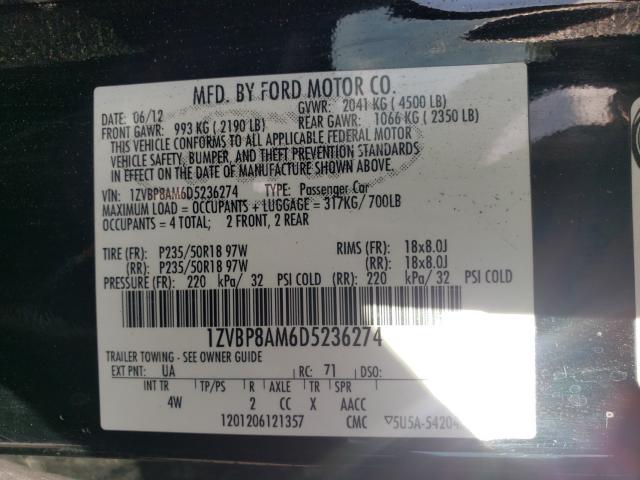 MFD. BY FORD MOTOR CO.
DATE: 06/12 GVWR: 2041 KG ( 4500 LB)
FRONT GAWR: 993 KG ( 2190 LB) REAR GAWR: 1066 KG ( 2350 LB)
THIS VEHICLE CONFORMS TO ALL APPLICABLE FEDERAL MOTOR
VEHICLE SAFETY, BUMPER, AND THEFT PREVENTION STANDARDS
IN EFFECT ON THE DATE OF MANUFACTURE SHOWN ABOVE.
VIN: 1ZVBP8AM6D5236274 TYPE: Passenger Car
MAXIMUM LOAD = OCCUPANTS + LUGGAGE = 317KG/ 700LB
OCCUPANTS = 4 TOTAL; 2 FRONT, 2 REAR
TIRE (FR): P235/50R18 97W RIMS (FR): 18x8.0J
(RR): P235/50R18 97W (RR): 18x8.0J
PRESSURE (FR): 220 kPa/ 32 PSI COLD (RR): 220 kPa/ 32 PSI COLD
1ZVBP8AM6D5236274
TRAILER TOWING - SEE OWNER GUIDE
EXT PNT: UA RC: 71 DSO:
INT TR TP/PS R AXLE TR SPR
4W 2 CC X AACC
1201206121357 CMC ▽5U5A-5420